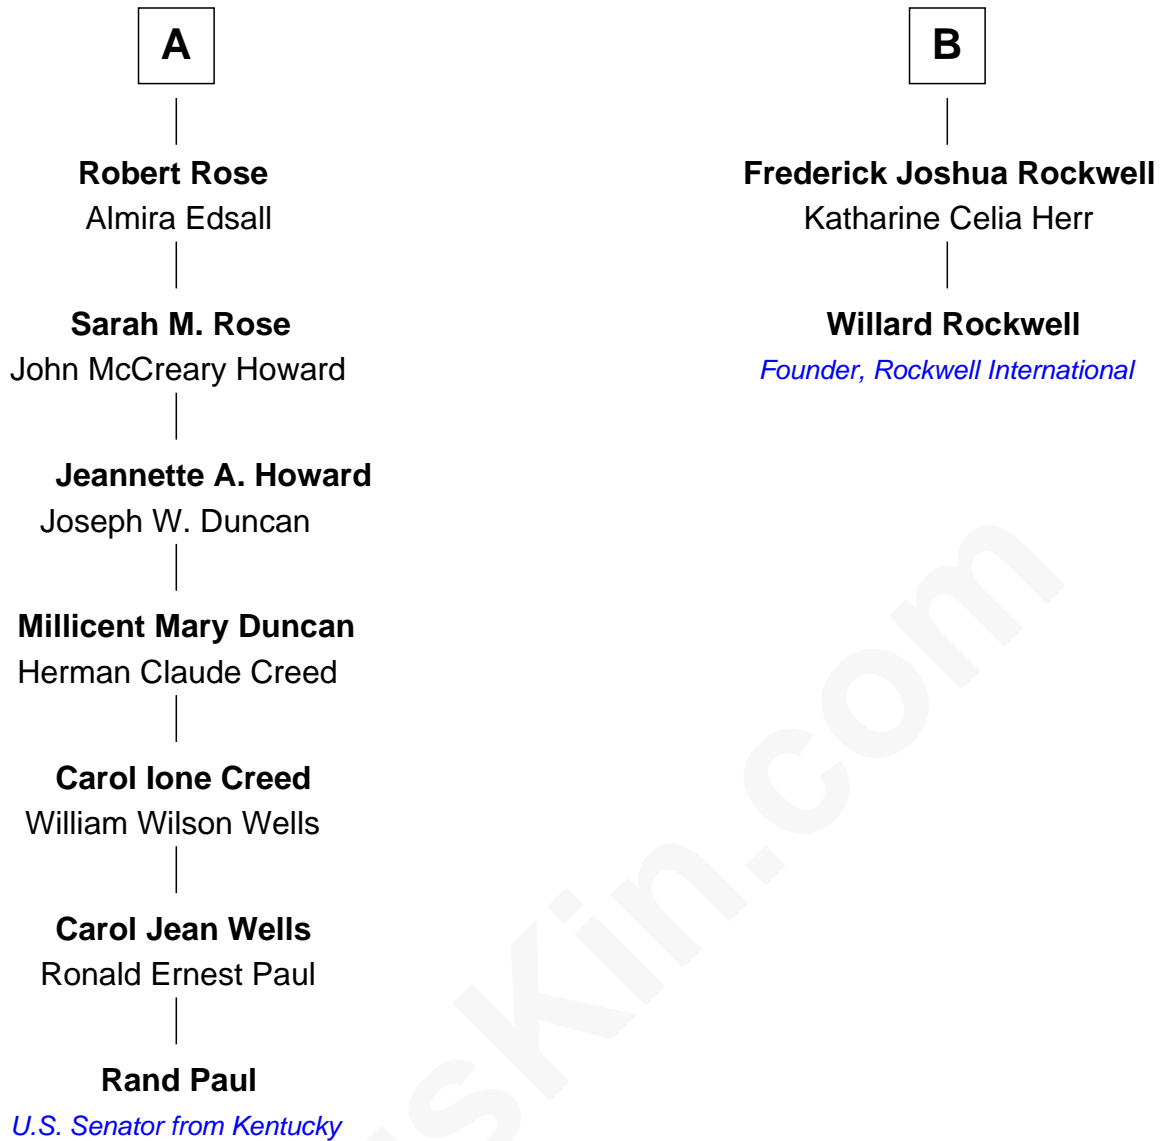 A
Robert Rose
Almira Edsall
Sarah M. Rose
John McCreary Howard
Jeannette A. Howard
Joseph W. Duncan
Millicent Mary Duncan
Herman Claude Creed
Carol Ione Creed
William Wilson Wells
Carol Jean Wells
Ronald Ernest Paul
Rand Paul
U.S. Senator from Kentucky
B
Frederick Joshua Rockwell
Katharine Celia Herr
Willard Rockwell
Founder, Rockwell International
sKin.com